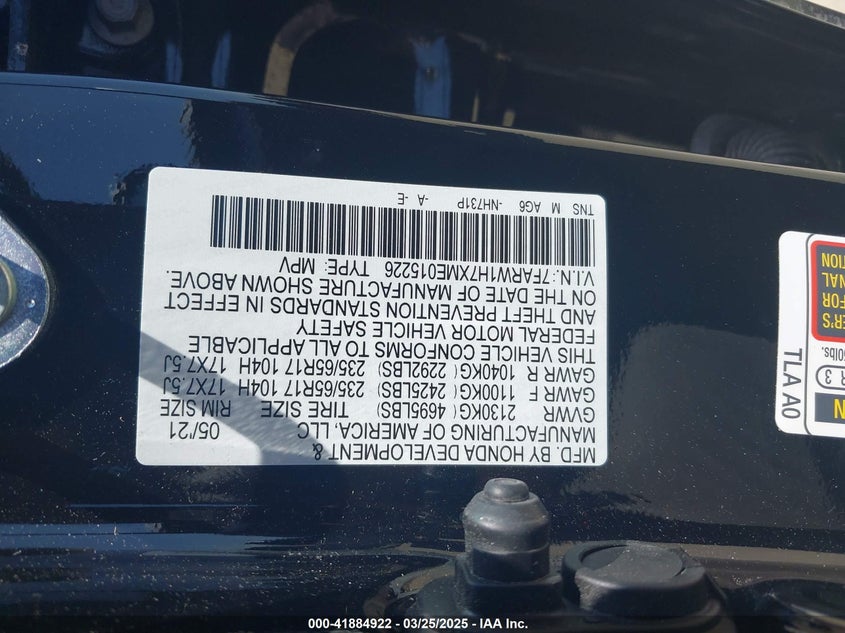 MFD. BY HONDA DEVELOPMENT &
MANUFACTURING OF AMERICA, LLC 05/'21
GVWR 2130KG (4695LBS) TIRE SIZE RIM SIZE
GAWR F 1100KG (2425LBS) 235/65R17 104H 17X7.5J
GAWR R 1040KG (2292LBS) 235/65R17 104H 17X7.5J
THIS VEHICLE CONFORMS TO ALL APPLICABLE
FEDERAL MOTOR VEHICLE SAFETY
AND THEFT PREVENTION STANDARDS IN EFFECT
ON THE DATE OF MANUFACTURE SHOWN ABOVE.
V.I.N.: 7FARW1H7XME015226 TYPE: MPV
TNS M AG6 -NH731P -A -E
TLA A0
000-41884922 - 03/25/2025 - IAA Inc.